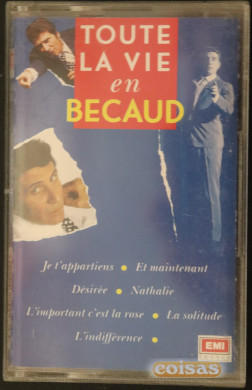 TOUTE
LA VIE
en
BECAUD
Je t'appartiens • Et maintenant
Désirée • Nathalie
L'important c'est la rose • La solitude
L'indifférence •
EMI
coisas